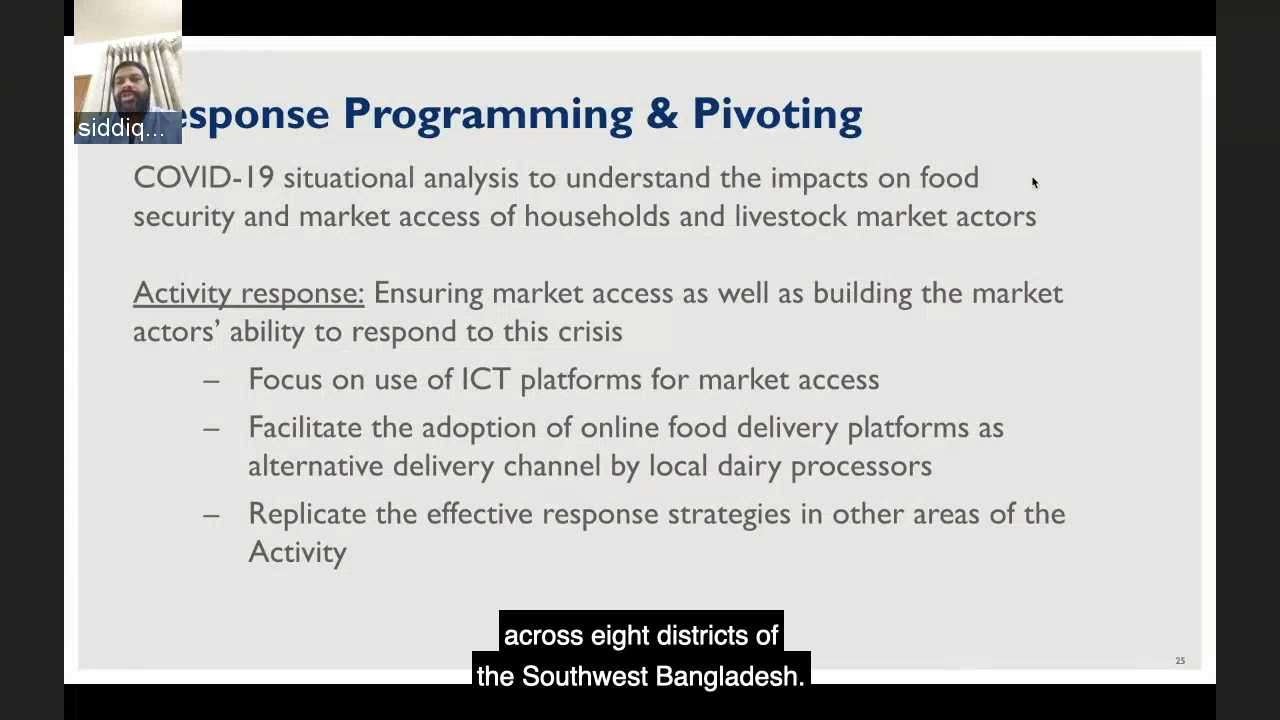 siddiq...
esponse Programming & Pivoting
COVID-19 situational analysis to understand the impacts on food
security and market access of households and livestock market actors
Activity response: Ensuring market access as well as building the market
actors’ ability to respond to this crisis
– Focus on use of ICT platforms for market access
– Facilitate the adoption of online food delivery platforms as
alternative delivery channel by local dairy processors
– Replicate the effective response strategies in other areas of the
Activity
across eight districts of
the Southwest Bangladesh.
25